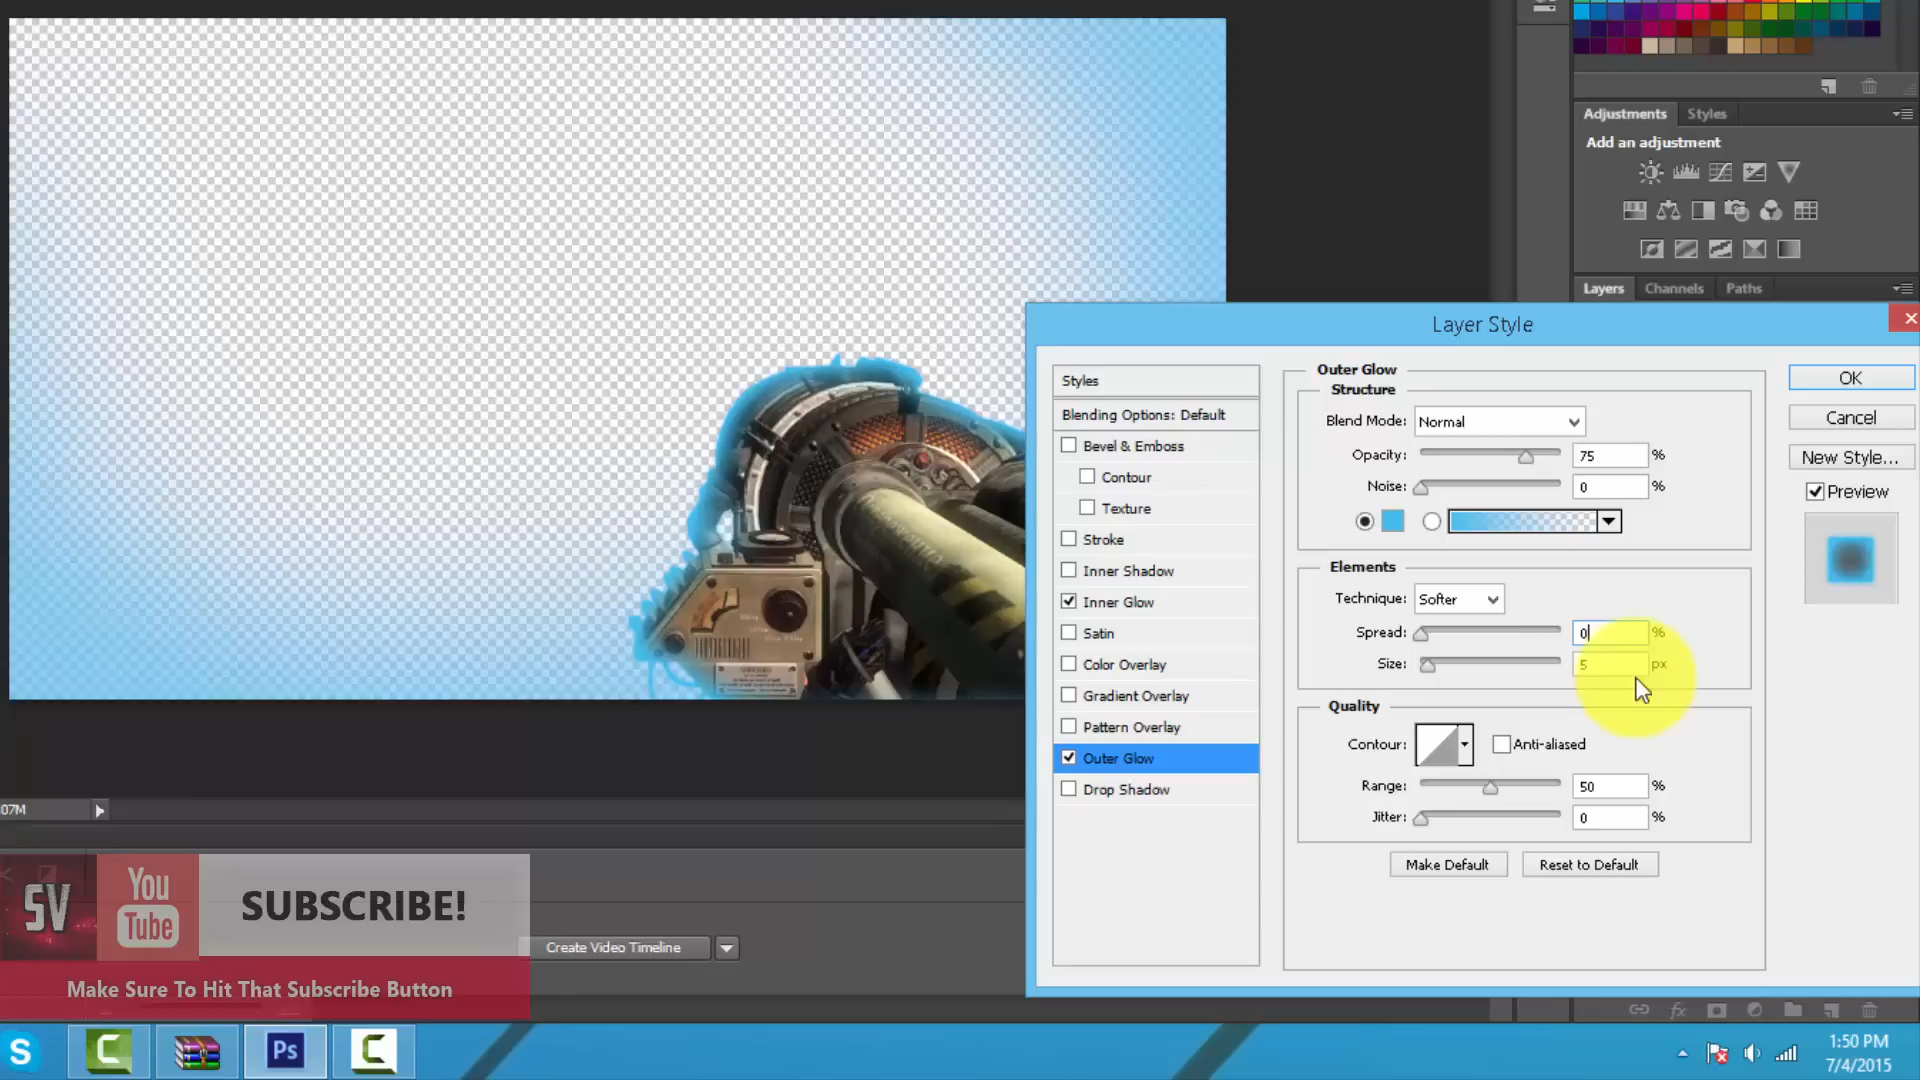 Adjustments Styles
Add an adjustment
Layers Channels Paths
Layer Style
Styles
Blending Options: Default
Bevel & Emboss
Contour
Texture
Stroke
Inner Shadow
Inner Glow
Satin
Color Overlay
Gradient Overlay
Pattern Overlay
Outer Glow
Drop Shadow
Outer Glow
Structure
Blend Mode: Normal
Opacity: 75 %
Noise: 0 %
Elements
Technique: Softer
Spread: 0 %
Size: 5 px
Quality
Contour: Anti-aliased
Range: 50 %
Jitter: 0 %
Make Default Reset to Default
OK
Cancel
New Style...
Preview
07M
SV
You
Tube
SUBSCRIBE!
Make Sure To Hit That Subscribe Button
Create Video Timeline
fx
S
C
Ps
C
1:50 PM
7/4/2015